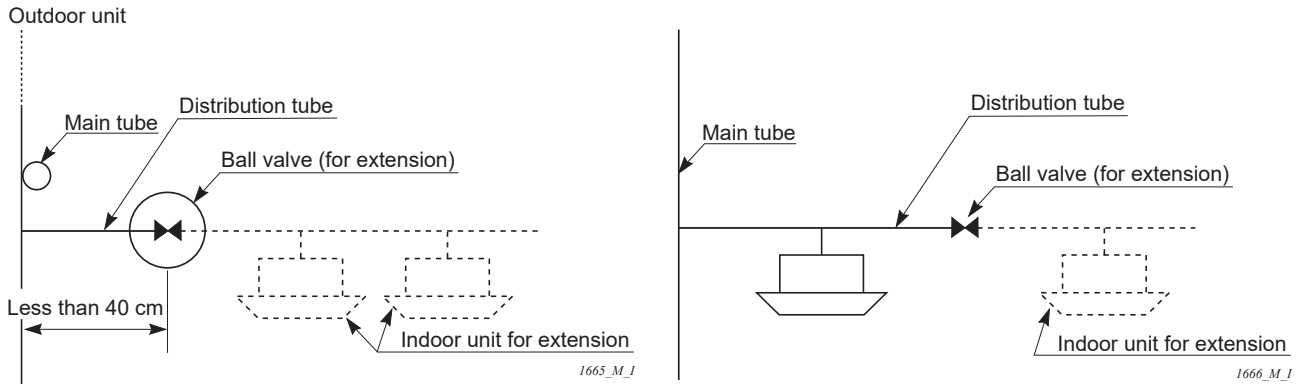 Outdoor unit
Main tube
Distribution tube
Ball valve (for extension)
Less than 40 cm
Indoor unit for extension
1665_M_I
Main tube
Distribution tube
Ball valve (for extension)
Indoor unit for extension
1666_M_I